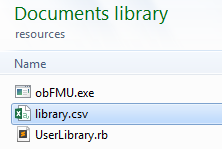 Documents library
resources
Name
obFMU.exe
library.csv
UserLibrary.rb